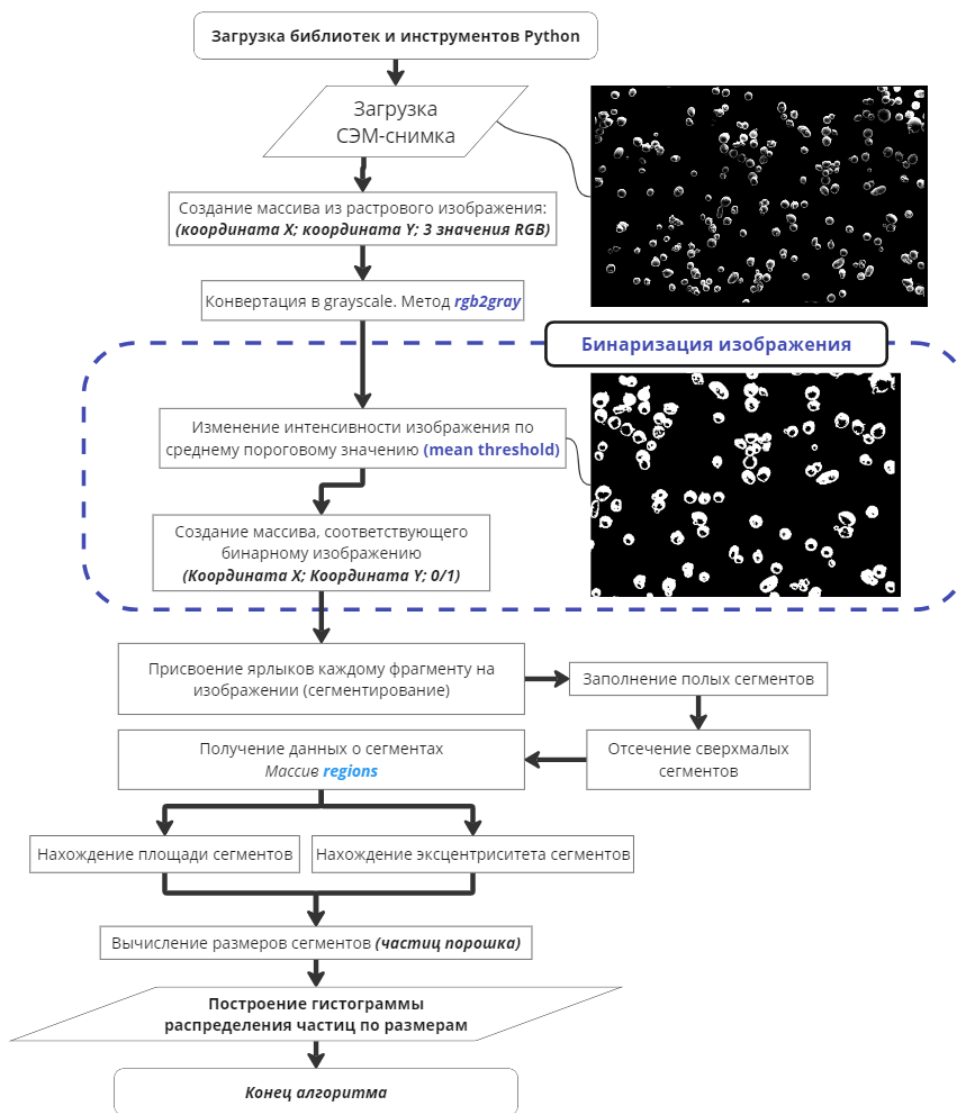 Загрузка библиотек и инструментов Python
Загрузка
СЭМ-снимка
Создание массива из растрового изображения:
(координата X; координата Y; 3 значения RGB)
Конвертация в grayscale. Метод rgb2gray
Бинаризация изображения
Изменение интенсивности изображения по
среднему пороговому значению (mean threshold)
Создание массива, соответствующего
бинарному изображению
(Координата X; Координата Y; 0/1)
Присвоение ярлыков каждому фрагменту на
изображении (сегментирование)
Заполнение полых сегментов
Отсечение сверхмалых
сегментов
Получение данных о сегментах
Массив regions
Нахождение площади сегментов
Нахождение эксцентриситета сегментов
Вычисление размеров сегментов (частиц порошка)
Построение гистограммы
распределения частиц по размерам
Конец алгоритма